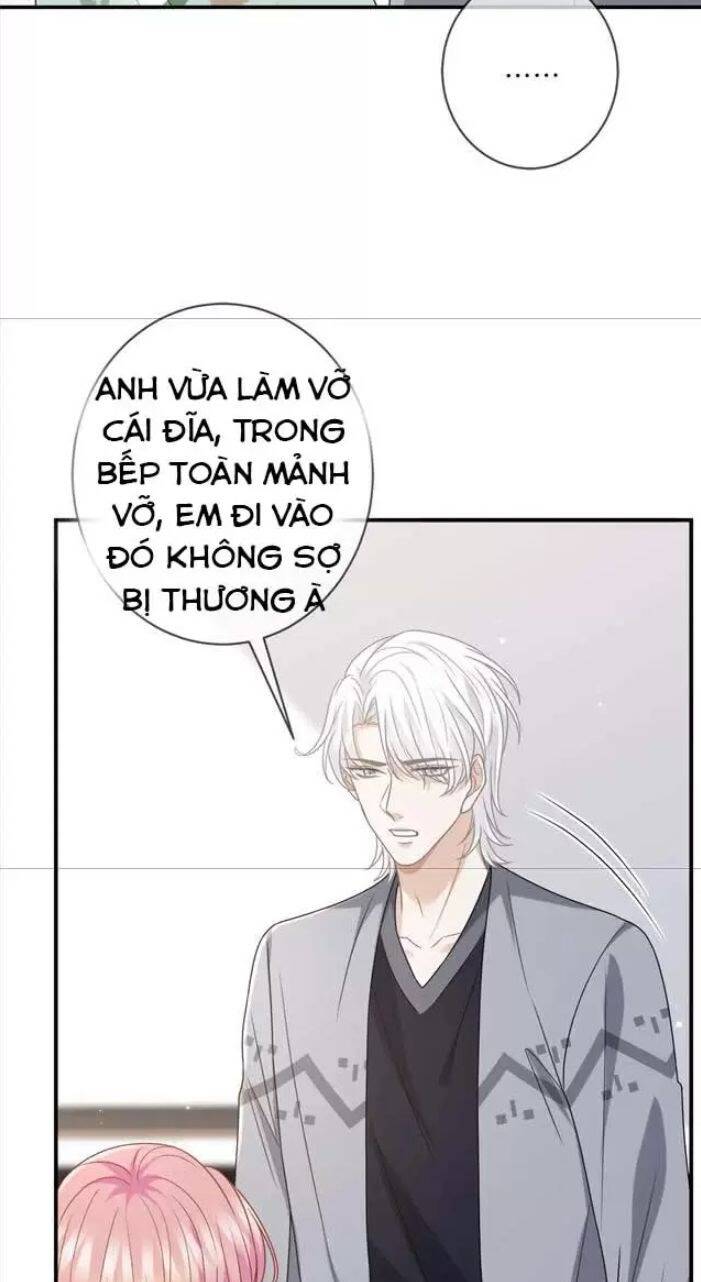 ......
ANH VỪA LÀM VỠ
CÁI ĐĨA, TRONG
BẾP TOÀN MẢNH
VỠ, EM ĐI VÀO
ĐÓ KHÔNG SỢ
BỊ THƯƠNG À